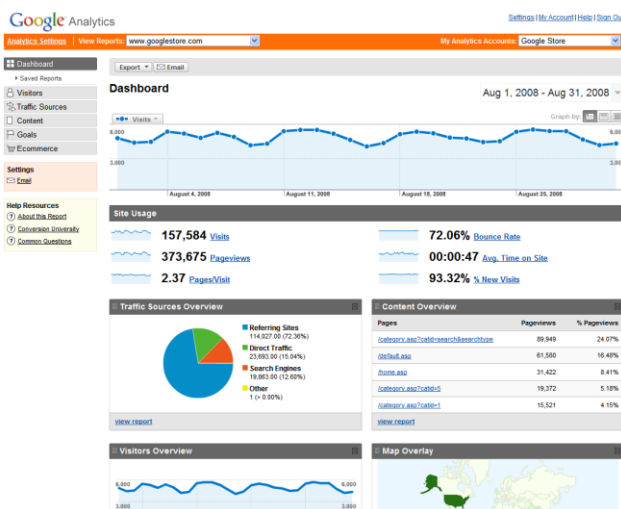 Google Analytics
Settings | My Account | Help | Sign Ou
Analytics Settings | View Reports: www.googlestore.com
My Analytics Accounts: Google Store
Dashboard
Saved Reports
Visitors
Traffic Sources
Content
Goals
Ecommerce
Settings
Email
Help Resources
About this Report
Conversion University
Common Questions
Export
Email
Dashboard
Aug 1, 2008 - Aug 31, 2008
Visits
Graph by:
6,000
6,00
3,000
3,00
August 4, 2008
August 11, 2008
August 18, 2008
August 25, 2008
Site Usage
157,584 Visits
72.06% Bounce Rate
373,675 Pageviews
00:00:47 Avg. Time on Site
2.37 Pages/Visit
93.32% % New Visits
Traffic Sources Overview
Referring Sites
114,027.00 (72.36%)
Direct Traffic
23,693.00 (15.04%)
Search Engines
19,863.00 (12.60%)
Other
1 (> 0.00%)
view report
Content Overview
Pages Pageviews % Pageviews
/category.asp?catid=search&searchtype 89,949 24.07%
/default.asp 61,580 16.48%
/home.asp 31,422 8.41%
/category.asp?catid=5 19,372 5.18%
/category.asp?catid=1 15,521 4.15%
view report
Visitors Overview
6,000
6,000
3,000
3,000
Map Overlay